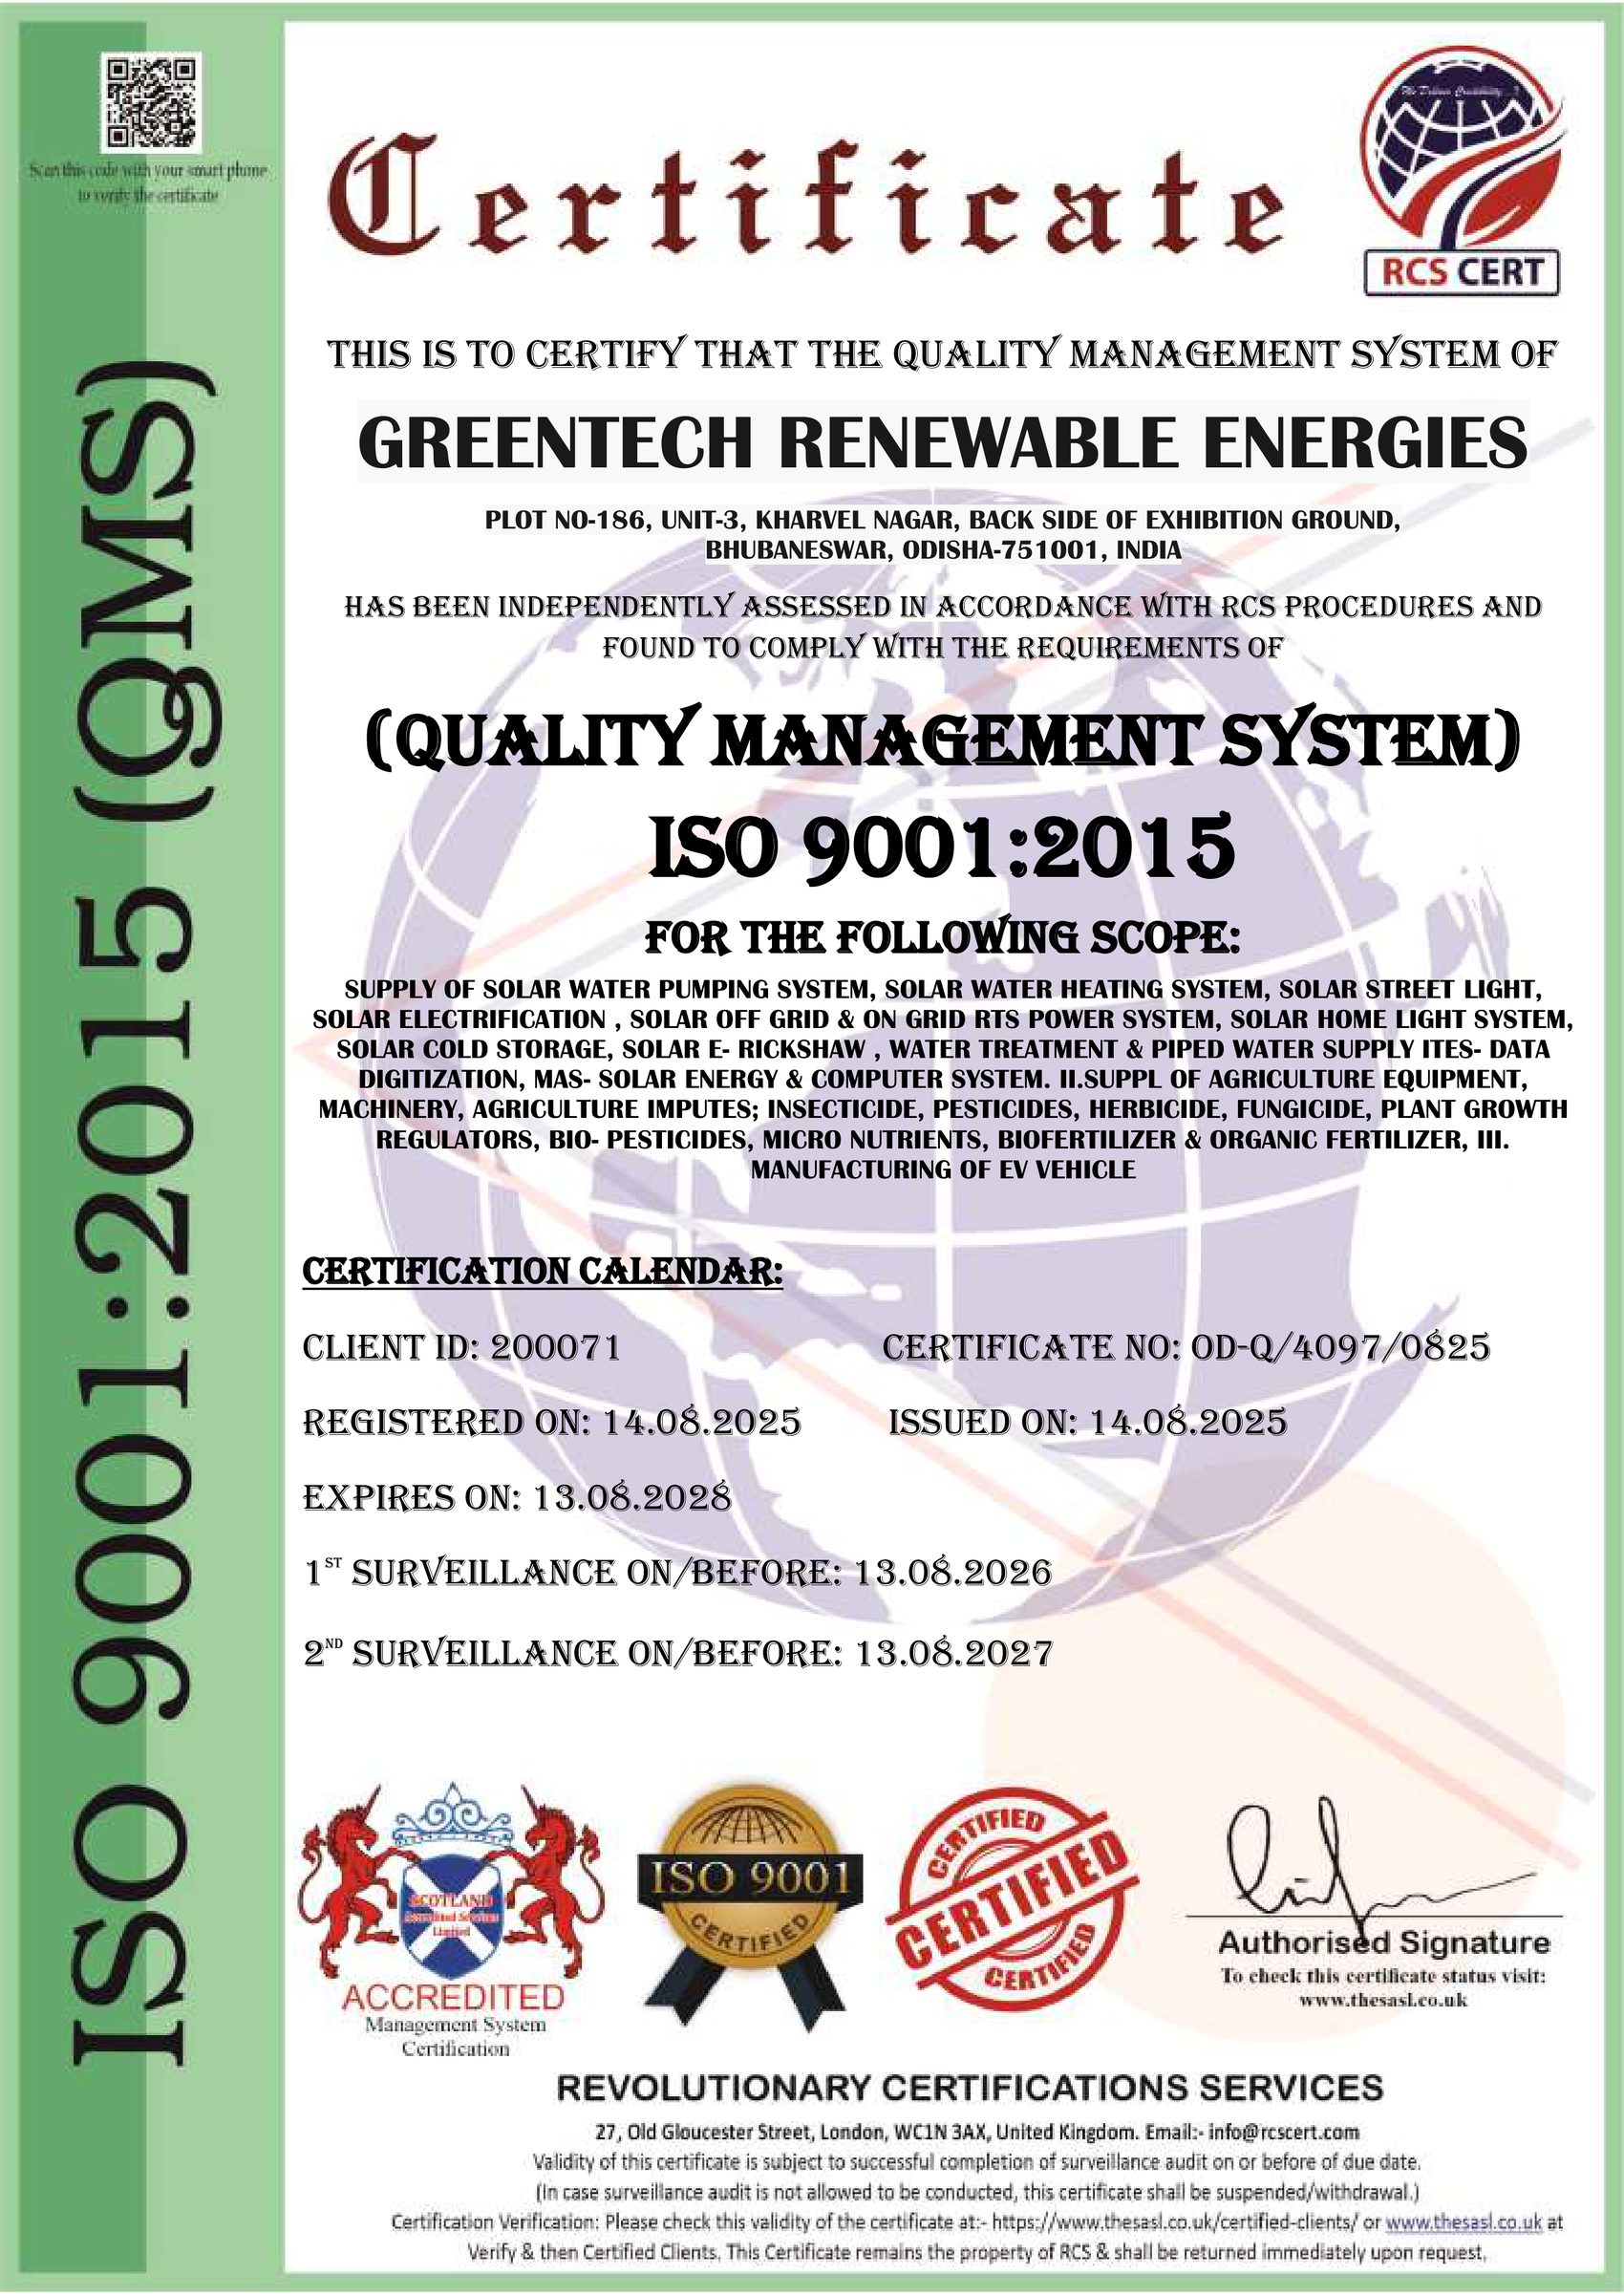 Scan this code with your smart phone
to verify the certificate
ISO 9001:2015 (QMS)
Certificate
RCS CERT
THIS IS TO CERTIFY THAT THE QUALITY MANAGEMENT SYSTEM OF
GREENTECH RENEWABLE ENERGIES
PLOT NO-186, UNIT-3, KHARVEL NAGAR, BACK SIDE OF EXHIBITION GROUND,
BHUBANESWAR, ODISHA-751001, INDIA
HAS BEEN INDEPENDENTLY ASSESSED IN ACCORDANCE WITH RCS PROCEDURES AND
FOUND TO COMPLY WITH THE REQUIREMENTS OF
(QUALITY MANAGEMENT SYSTEM)
ISO 9001:2015
FOR THE FOLLOWING SCOPE:
SUPPLY OF SOLAR WATER PUMPING SYSTEM, SOLAR WATER HEATING SYSTEM, SOLAR STREET LIGHT,
SOLAR ELECTRIFICATION , SOLAR OFF GRID & ON GRID RTS POWER SYSTEM, SOLAR HOME LIGHT SYSTEM,
SOLAR COLD STORAGE, SOLAR E- RICKSHAW , WATER TREATMENT & PIPED WATER SUPPLY ITES- DATA
DIGITIZATION, MAS- SOLAR ENERGY & COMPUTER SYSTEM. II.SUPPL OF AGRICULTURE EQUIPMENT,
MACHINERY, AGRICULTURE IMPUTES; INSECTICIDE, PESTICIDES, HERBICIDE, FUNGICIDE, PLANT GROWTH
REGULATORS, BIO- PESTICIDES, MICRO NUTRIENTS, BIOFERTILIZER & ORGANIC FERTILIZER, III.
MANUFACTURING OF EV VEHICLE
CERTIFICATION CALENDAR:
CLIENT ID: 200071 CERTIFICATE NO: OD-Q/4097/0825
REGISTERED ON: 14.08.2025 ISSUED ON: 14.08.2025
EXPIRES ON: 13.08.2028
1ST SURVEILLANCE ON/BEFORE: 13.08.2026
2ND SURVEILLANCE ON/BEFORE: 13.08.2027
SCOTLAND
Accredited Services
Limited
ACCREDITED
Management System
Certification
ISO 9001
CERTIFIED
CERTIFIED
CERTIFIED
CERTIFIED
Authorised Signature
To check this certificate status visit:
www.thesasl.co.uk
REVOLUTIONARY CERTIFICATIONS SERVICES
27, Old Gloucester Street, London, WC1N 3AX, United Kingdom. Email:- info@rcscert.com
Validity of this certificate is subject to successful completion of surveillance audit on or before of due date.
(In case surveillance audit is not allowed to be conducted, this certificate shall be suspended/withdrawal.)
Certification Verification: Please check this validity of the certificate at:- https://www.thesasl.co.uk/certified-clients/ or www.thesasl.co.uk at
Verify & then Certified Clients. This Certificate remains the property of RCS & shall be returned immediately upon request.